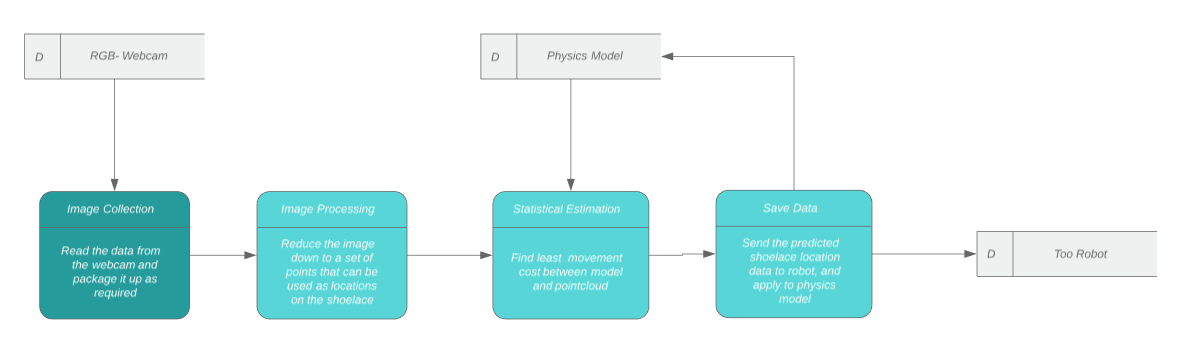 D
RGB- Webcam
D
Physics Model
Image Collection
Read the data from
the webcam and
package it up as
required
Image Processing
Reduce the image
down to a set of
points that can be
used as locations
on the shoelace
Statistical Estimation
Find least movement
cost between model
and pointcloud
Save Data
Send the predicted
shoelace location
data to robot, and
apply to physics
model
D
Too Robot